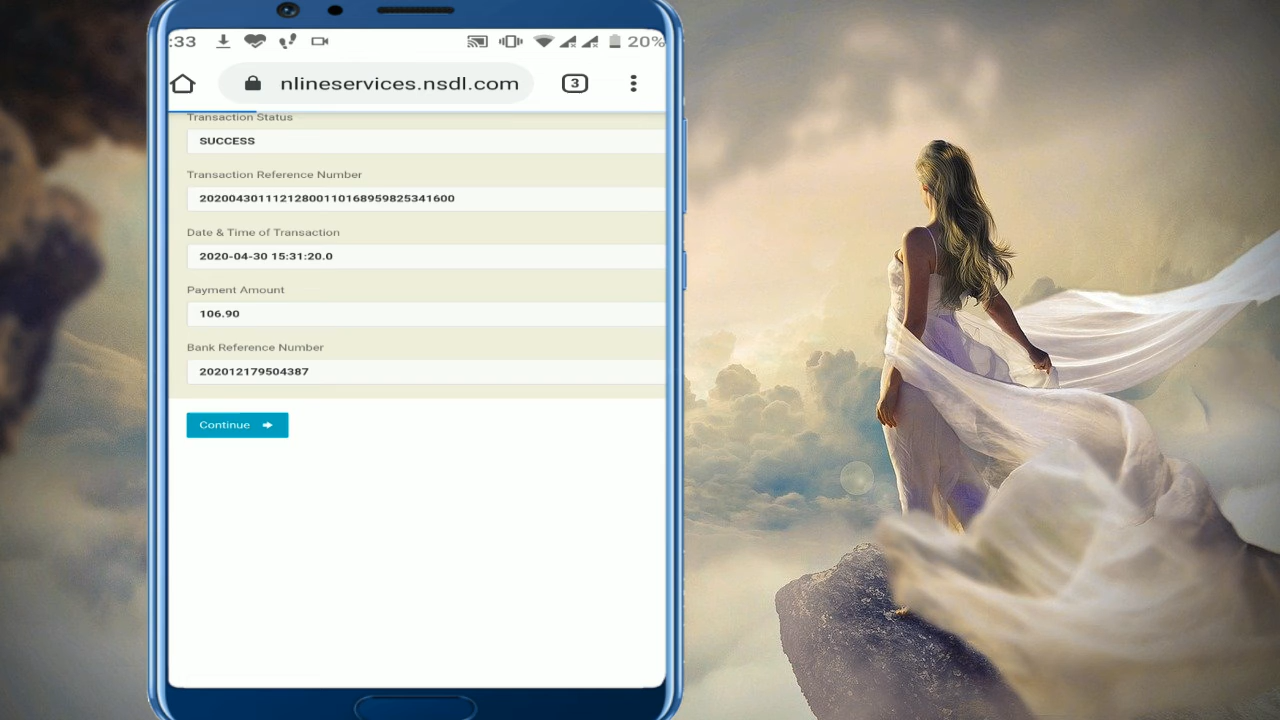 :33 20%
nlineservices.nsdl.com 3
Transaction Status
SUCCESS
Transaction Reference Number
20200430111212800110168959825341600
Date & Time of Transaction
2020-04-30 15:31:20.0
Payment Amount
106.90
Bank Reference Number
202012179504387
Continue